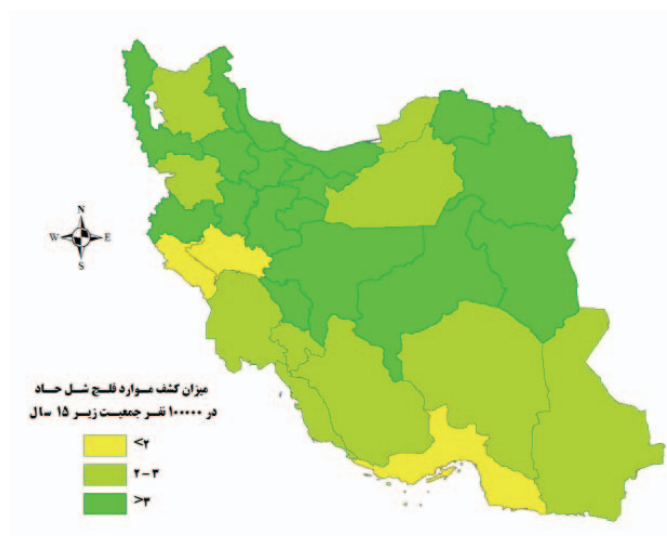 N
W E
S
میزان کشف موارد فلج شل حاد
در ۱۰۰۰۰۰ نفر جمعیت زیر ۱۵ سال
<۲
۲-۳
<۳